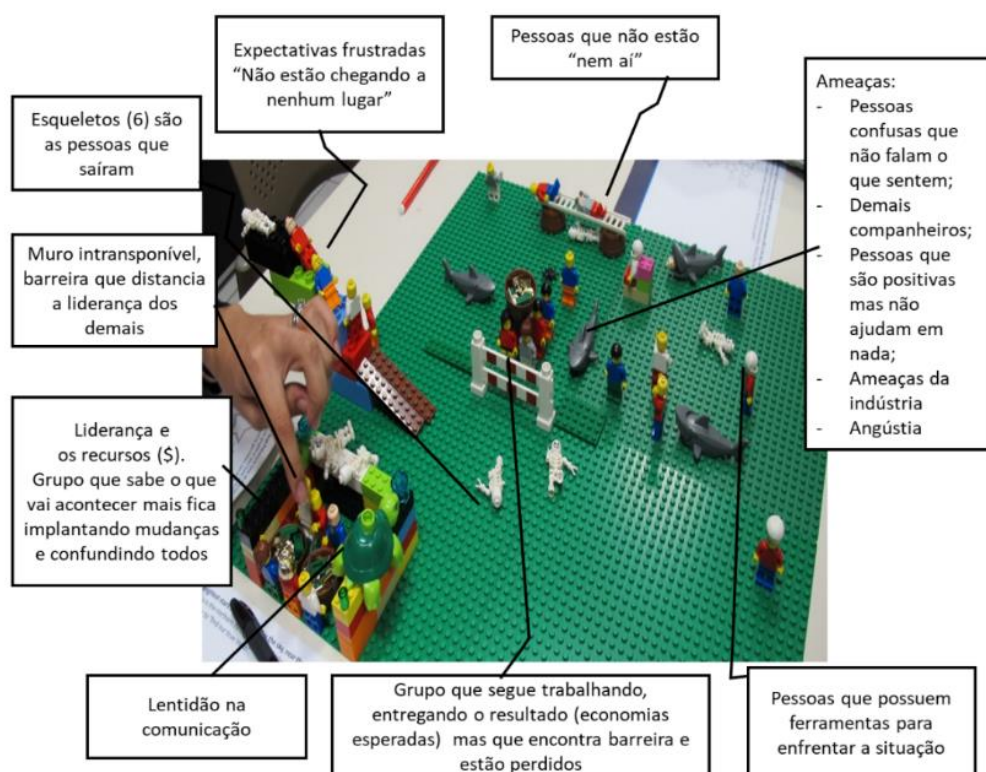 Expectativas frustradas
“Não estão chegando a
nenhum lugar”
Pessoas que não estão
“nem aí”
Ameaças:
- Pessoas
confusas que
não falam o
que sentem;
- Demais
companheiros;
- Pessoas que
são positivas
mas não
ajudam em
nada;
- Ameaças da
indústria
- Angústia
Esqueletos (6) são
as pessoas que
saíram
Muro intransponível,
barreira que distancia
a liderança dos
demais
Liderança e
os recursos ($).
Grupo que sabe o que
vai acontecer mais fica
implantando mudanças
e confundindo todos
Lentidão na
comunicação
Grupo que segue trabalhando,
entregando o resultado (economias
esperadas) mas que encontra barreira e
estão perdidos
Pessoas que possuem
ferramentas para
enfrentar a situação